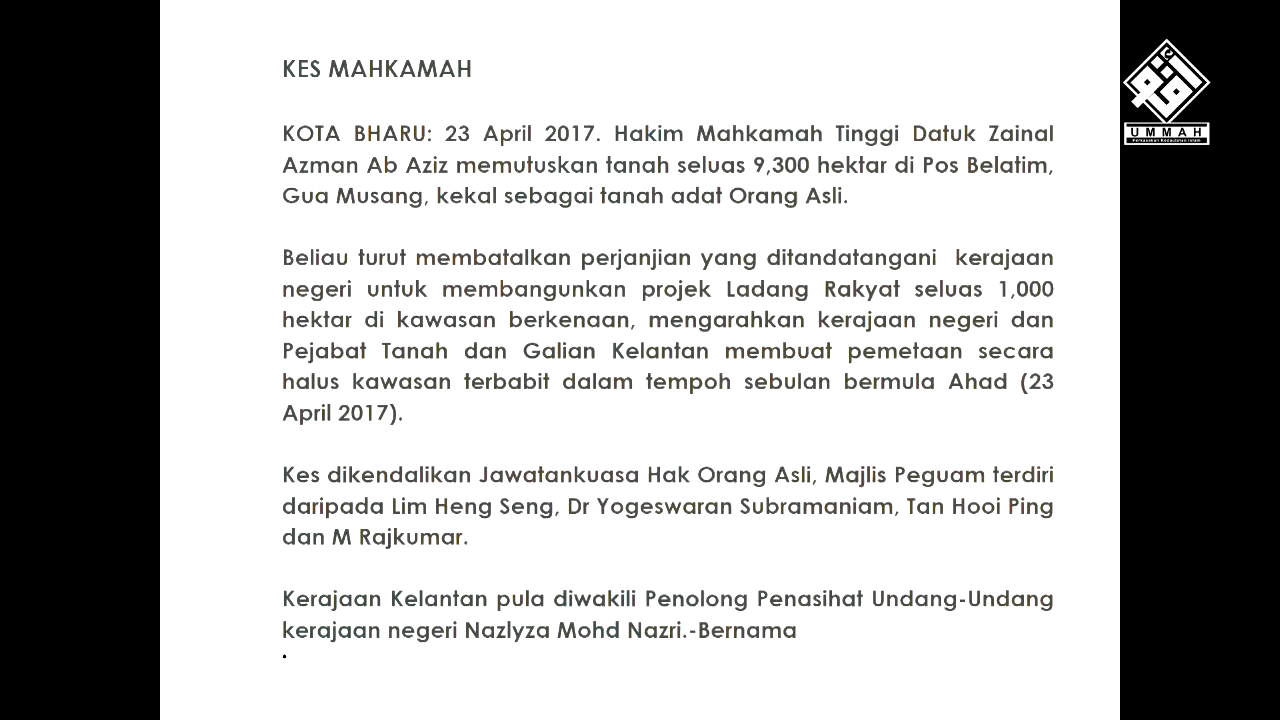 KES MAHKAMAH
KOTA BHARU: 23 April 2017. Hakim Mahkamah Tinggi Datuk Zainal
Azman Ab Aziz memutuskan tanah seluas 9,300 hektar di Pos Belatim,
Gua Musang, kekal sebagai tanah adat Orang Asli.
Beliau turut membatalkan perjanjian yang ditandatangani kerajaan
negeri untuk membangunkan projek Ladang Rakyat seluas 1,000
hektar di kawasan berkenaan, mengarahkan kerajaan negeri dan
Pejabat Tanah dan Galian Kelantan membuat pemetaan secara
halus kawasan terbabit dalam tempoh sebulan bermula Ahad (23
April 2017).
Kes dikendalikan Jawatankuasa Hak Orang Asli, Majlis Peguam terdiri
daripada Lim Heng Seng, Dr Yogeswaran Subramaniam, Tan Hooi Ping
dan M Rajkumar.
Kerajaan Kelantan pula diwakili Penolong Penasihat Undang-Undang
kerajaan negeri Nazlyza Mohd Nazri.-Bernama
.
UMMAH
Perkasakan Kedaulatan Islam